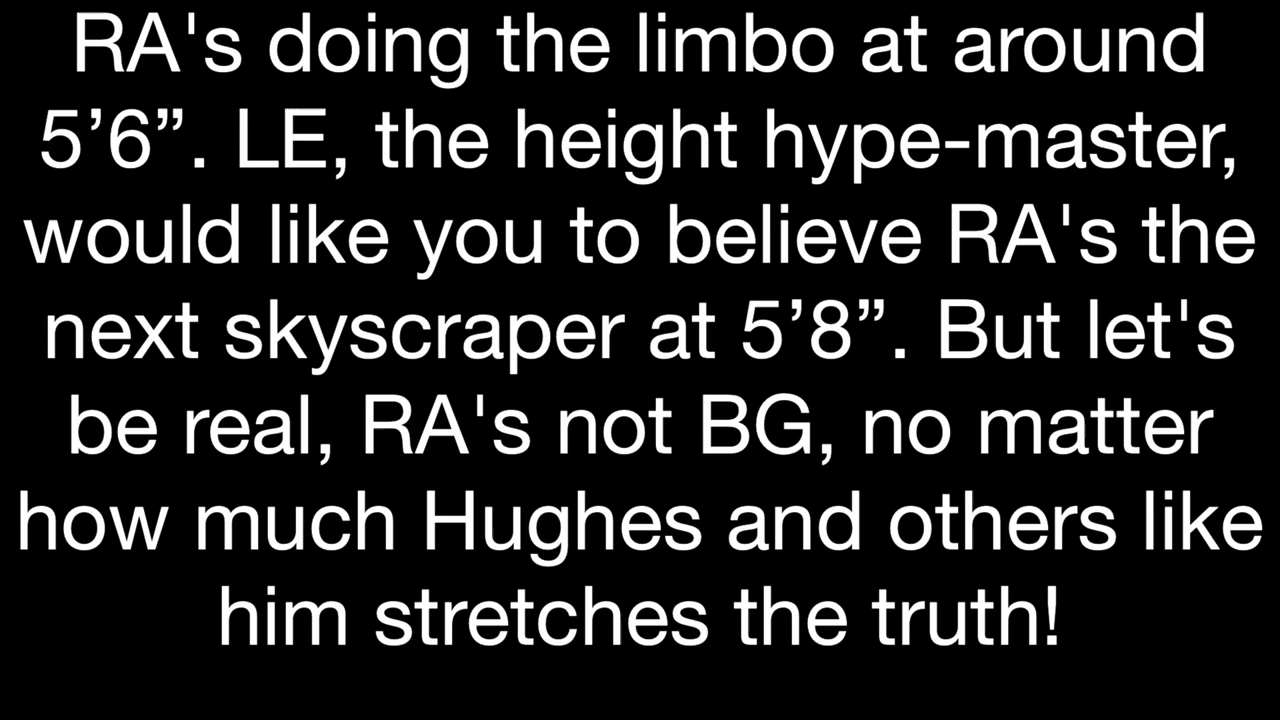 RA's doing the limbo at around
5’6”. LE, the height hype-master,
would like you to believe RA's the
next skyscraper at 5’8”. But let's
be real, RA's not BG, no matter
how much Hughes and others like
him stretches the truth!